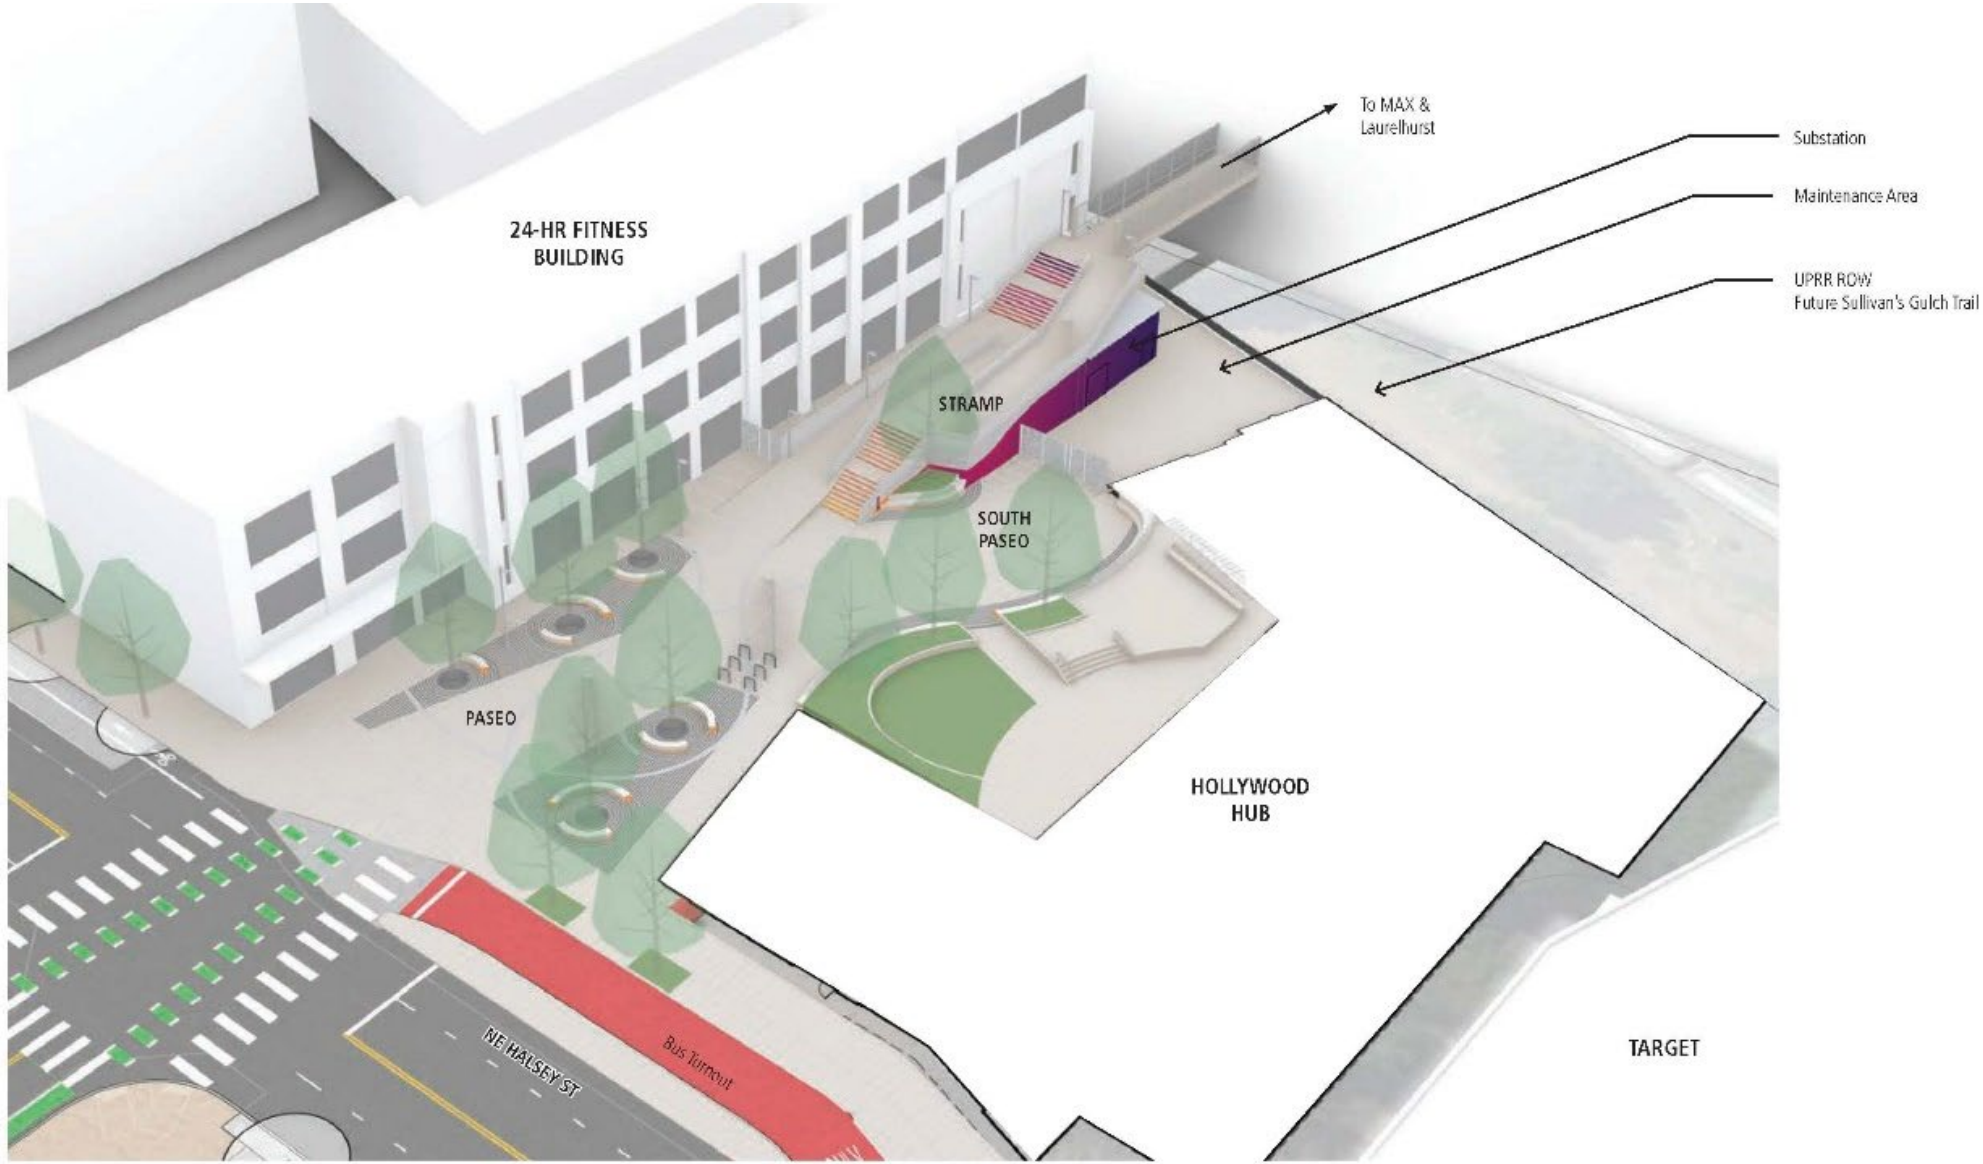 To MAX &
Laurelhurst
Substation
Maintenance Area
UPRR ROW
Future Sullivan's Gulch Trail
24-HR FITNESS
BUILDING
STRAMP
SOUTH
PASEO
PASEO
HOLLYWOOD
HUB
TARGET
NE HALSEY ST
Bus Turnout